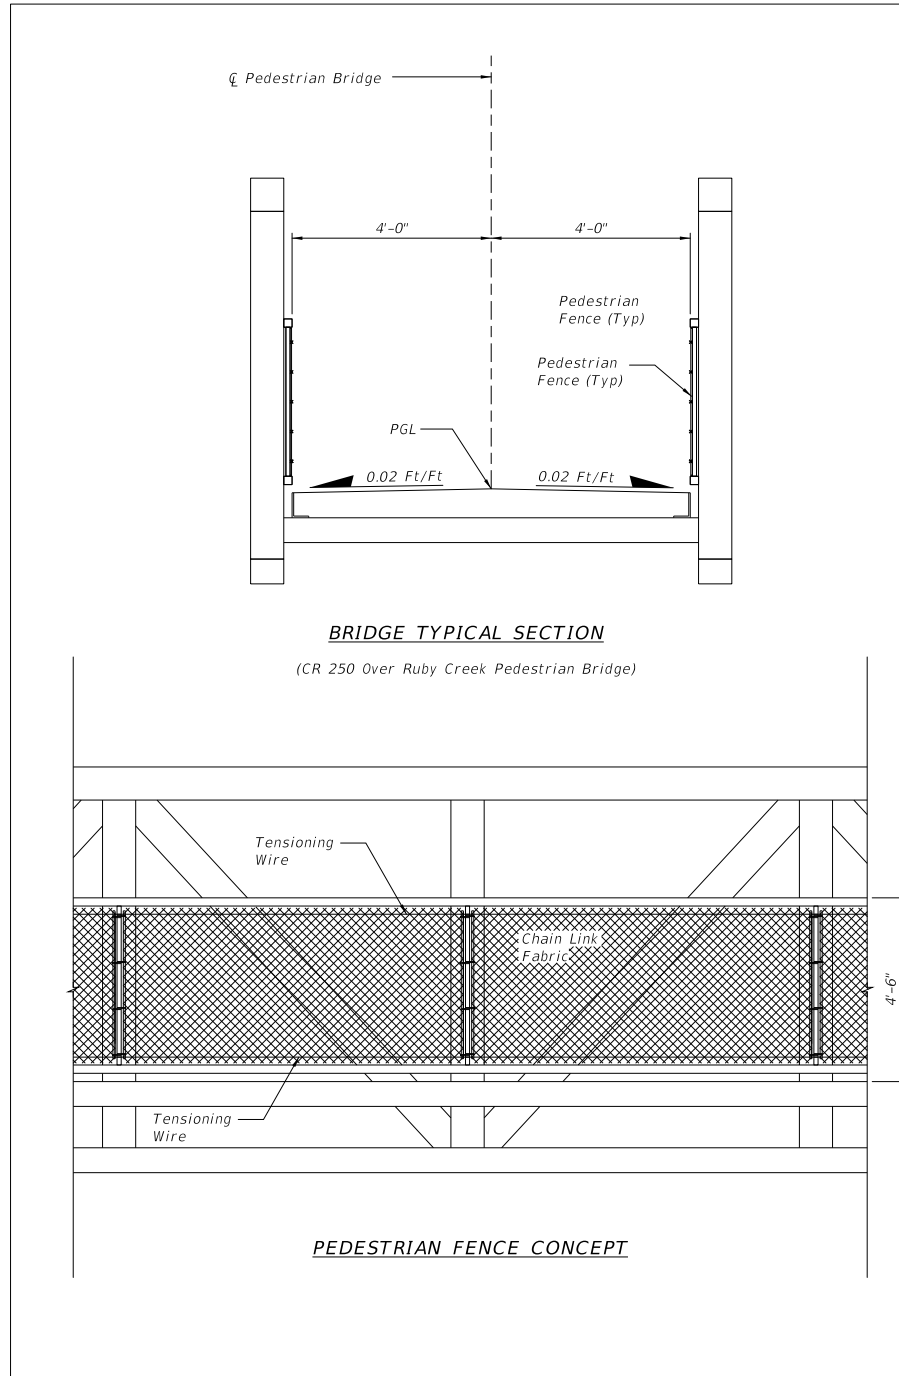 ℄ Pedestrian Bridge
4'-0"
4'-0"
Pedestrian
Fence (Typ)
Pedestrian
Fence (Typ)
PGL
0.02 Ft/Ft
0.02 Ft/Ft
BRIDGE TYPICAL SECTION
(CR 250 Over Ruby Creek Pedestrian Bridge)
Tensioning
Wire
Chain Link
Fabric
4'-6"
Tensioning
Wire
PEDESTRIAN FENCE CONCEPT